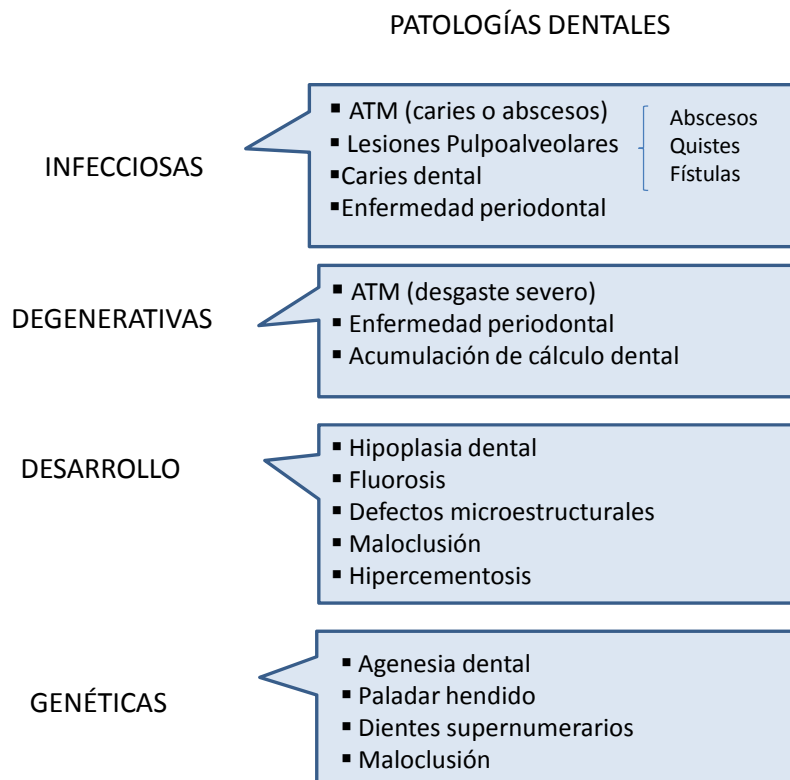 PATOLOGÍAS DENTALES
INFECCIOSAS
▪ ATM (caries o abscesos)
▪ Lesiones Pulpoalveolares
▪Caries dental
▪Enfermedad periodontal
Abscesos
Quistes
Fístulas
DEGENERATIVAS
▪ ATM (desgaste severo)
▪ Enfermedad periodontal
▪ Acumulación de cálculo dental
DESARROLLO
▪ Hipoplasia dental
▪ Fluorosis
▪ Defectos microestructurales
▪ Maloclusión
▪ Hipercementosis
GENÉTICAS
▪ Agenesia dental
▪ Paladar hendido
▪ Dientes supernumerarios
▪ Maloclusión